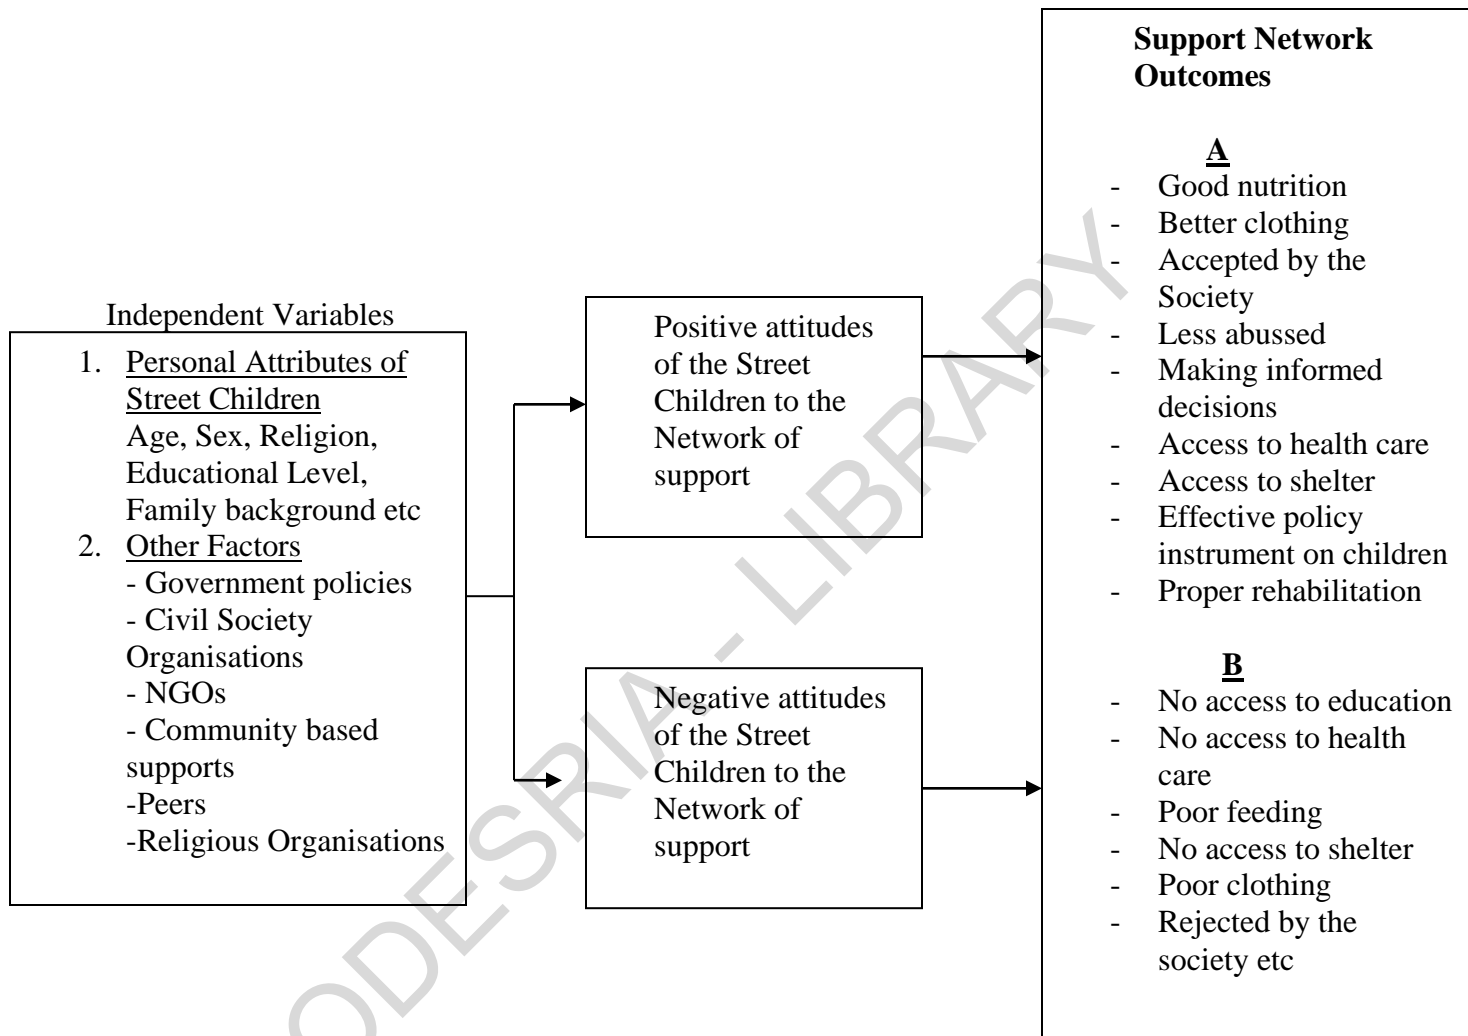 Independent Variables
1. Personal Attributes of
Street Children
Age, Sex, Religion,
Educational Level,
Family background etc
2. Other Factors
- Government policies
- Civil Society
Organisations
- NGOs
- Community based
supports
-Peers
-Religious Organisations
Positive attitudes
of the Street
Children to the
Network of
support
Negative attitudes
of the Street
Children to the
Network of
support
Support Network
Outcomes
A
- Good nutrition
- Better clothing
- Accepted by the
Society
- Less abussed
- Making informed
decisions
- Access to health care
- Access to shelter
- Effective policy
instrument on children
- Proper rehabilitation
B
- No access to education
- No access to health
care
- Poor feeding
- No access to shelter
- Poor clothing
- Rejected by the
society etc
ODESRIA - LIBRARY